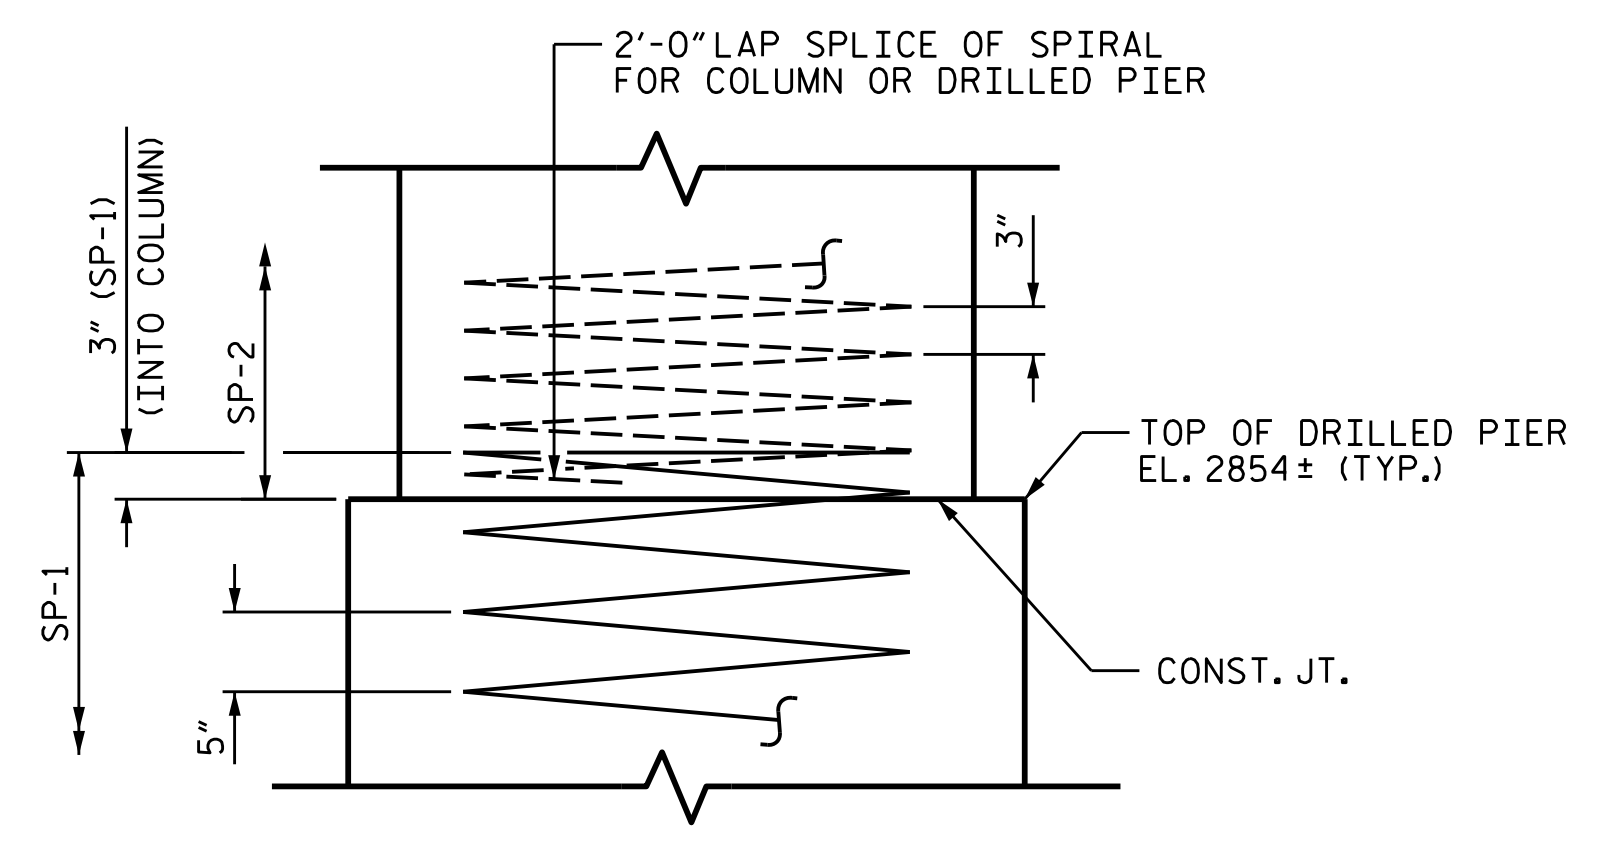 2'-0" LAP SPLICE OF SPIRAL
FOR COLUMN OR DRILLED PIER
3" (SP-1)
(INTO COLUMN)
SP-2
3"
TOP OF DRILLED PIER
EL. 2854± (TYP.)
SP-1
5"
CONST. JT.